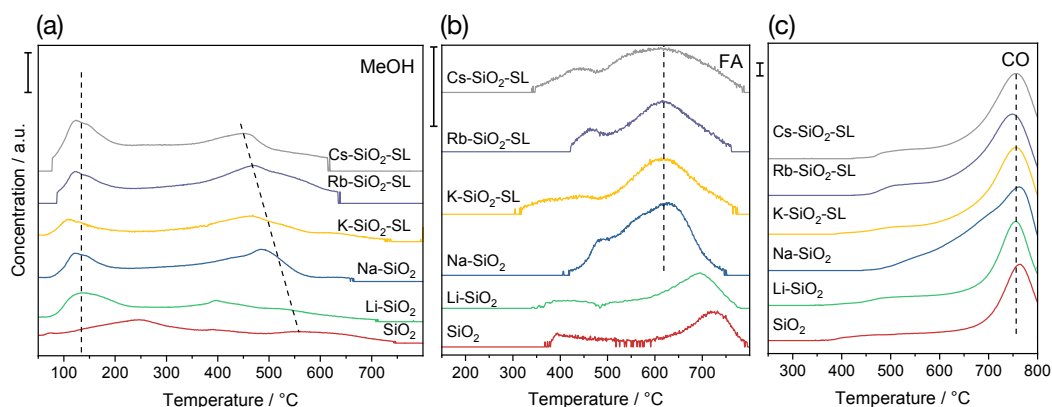 (a)
MeOH
Cs-SiO₂-SL
Rb-SiO₂-SL
K-SiO₂-SL
Na-SiO₂
Li-SiO₂
SiO₂
Concentration / a.u.
100 200 300 400 500 600 700 800
Temperature / °C
(b)
FA
Cs-SiO₂-SL
Rb-SiO₂-SL
K-SiO₂-SL
Na-SiO₂
Li-SiO₂
SiO₂
200 300 400 500 600 700 800
Temperature / °C
(c)
CO
Cs-SiO₂-SL
Rb-SiO₂-SL
K-SiO₂-SL
Na-SiO₂
Li-SiO₂
SiO₂
300 400 500 600 700 800
Temperature / °C